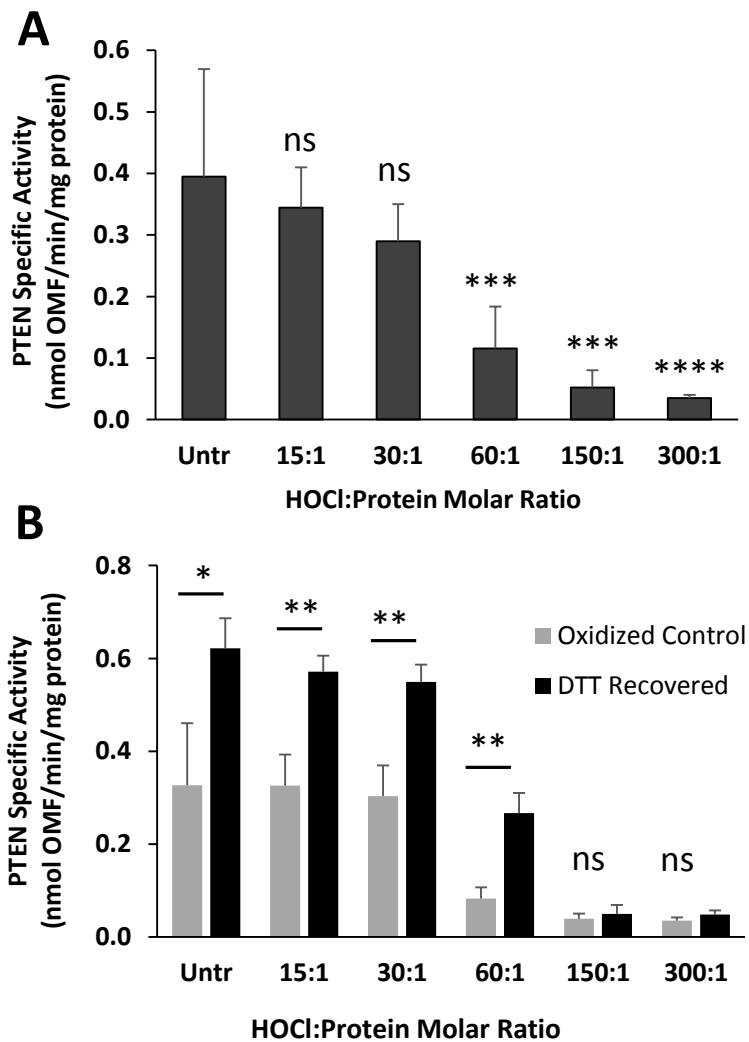 A
PTEN Specific Activity
(nmol OMF/min/mg protein)
0.6
0.5
0.4
0.3
0.2
0.1
0.0
ns
ns
***
***
****
Untr 15:1 30:1 60:1 150:1 300:1
HOCl:Protein Molar Ratio
B
PTEN Specific Activity
(nmol OMF/min/mg protein)
0.8
0.6
0.4
0.2
0.0
*
**
**
**
ns
ns
Oxidized Control
DTT Recovered
Untr 15:1 30:1 60:1 150:1 300:1
HOCl:Protein Molar Ratio